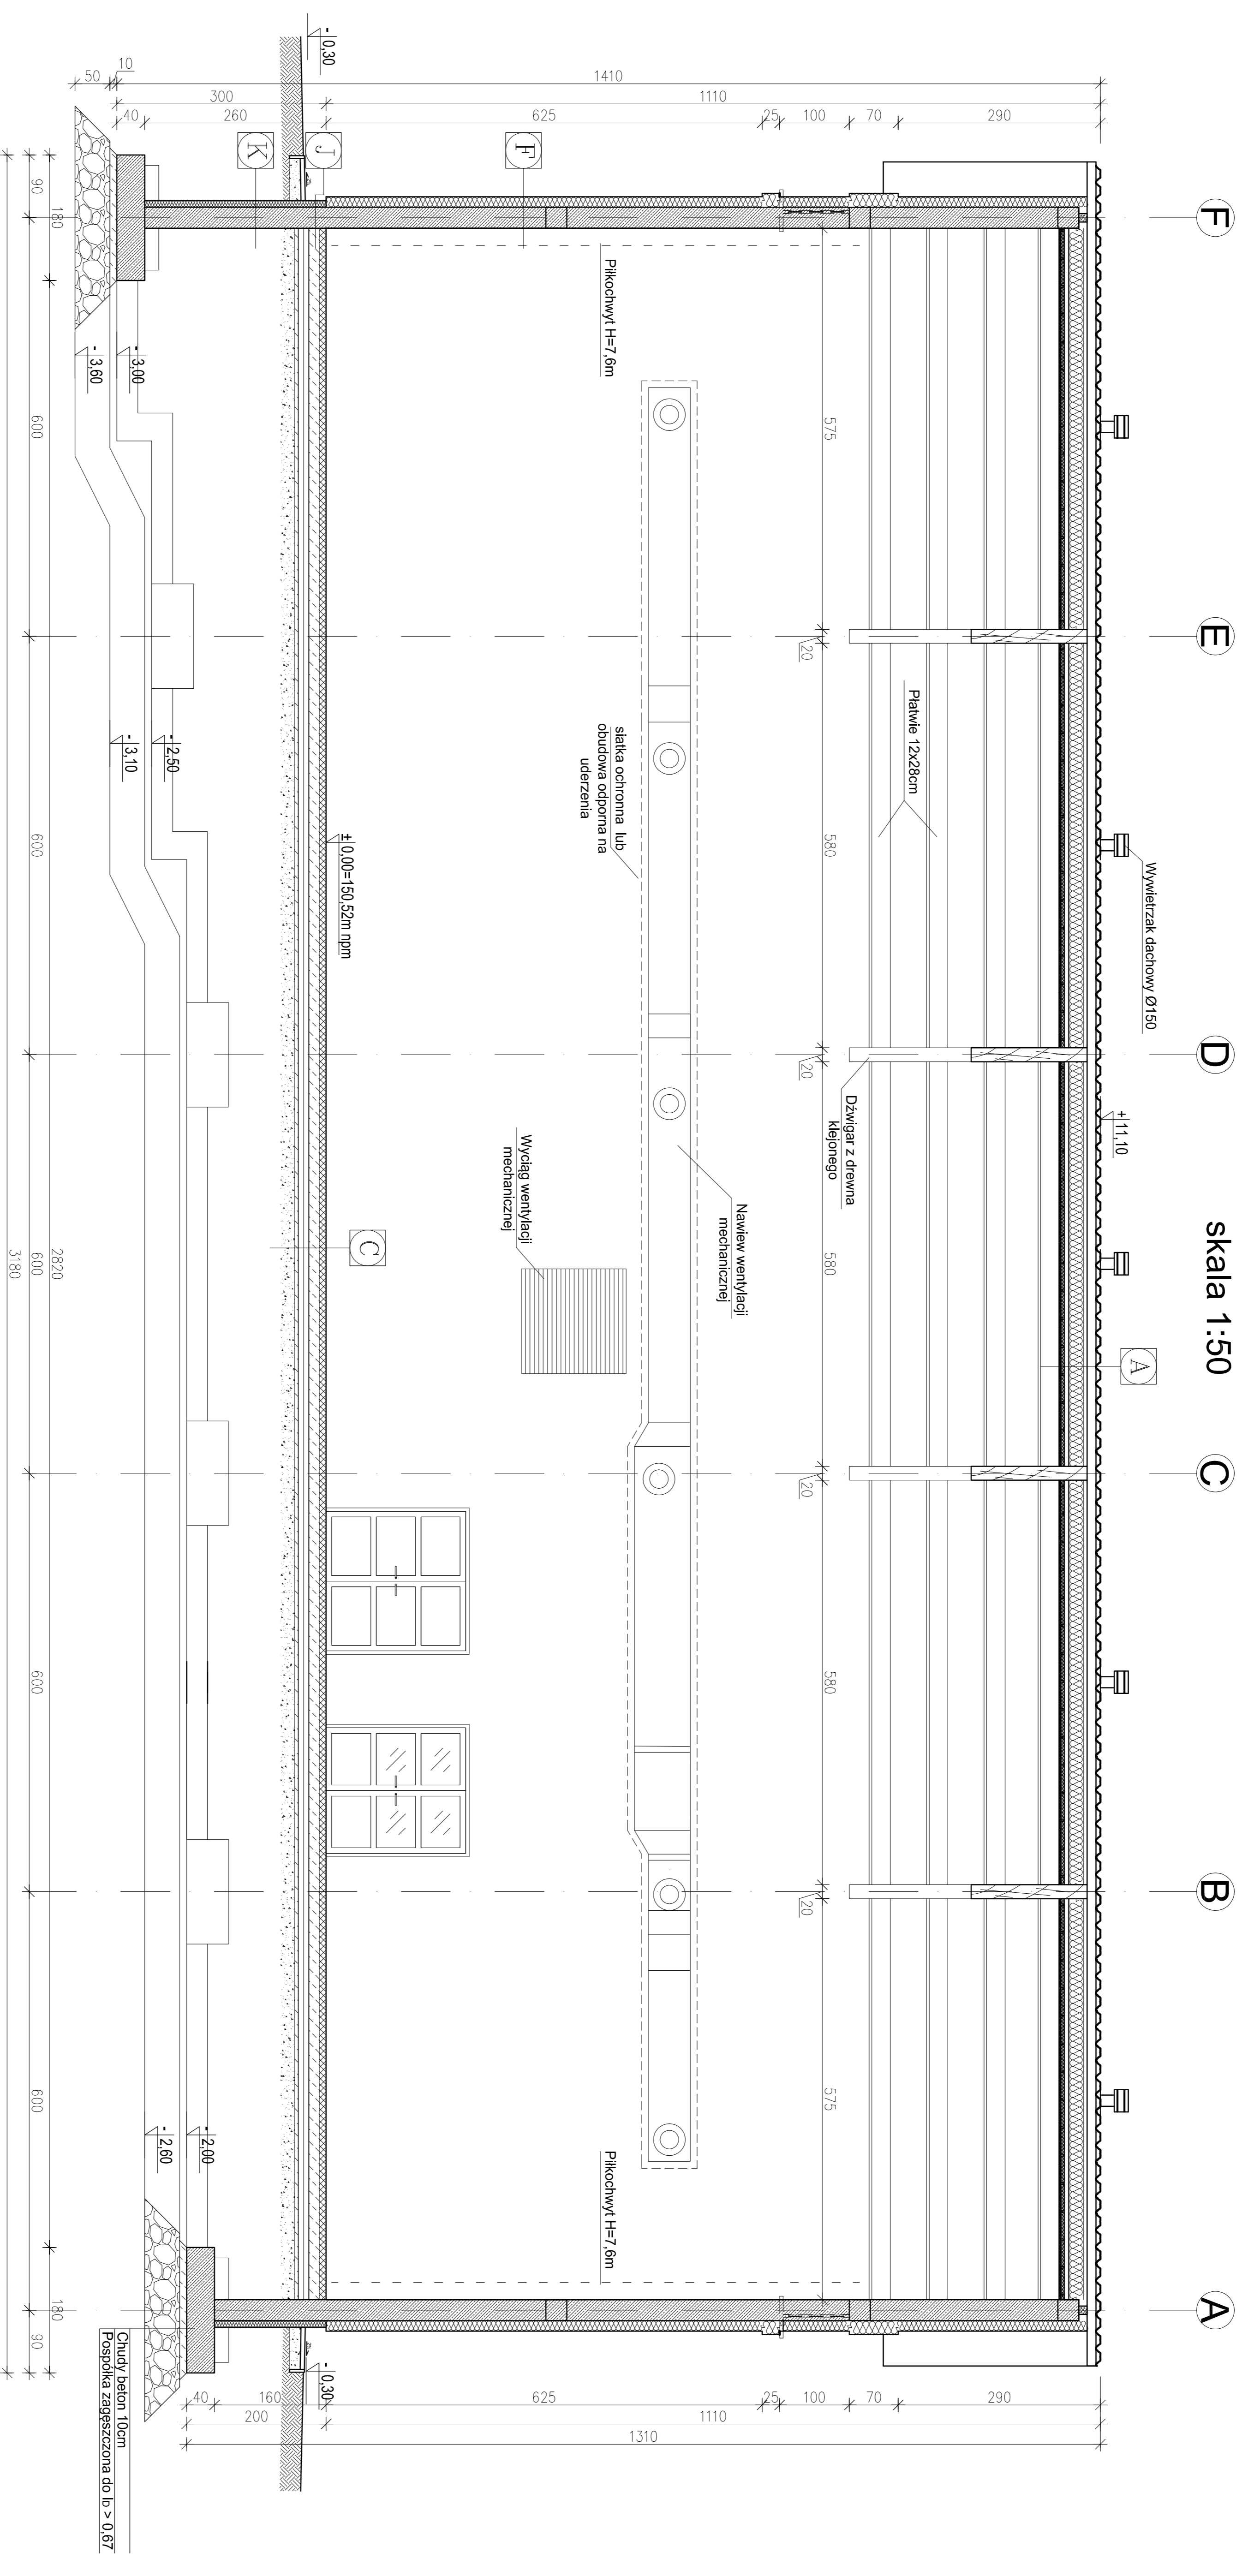 skala 1:50
F
E
D
C
B
A
Wywietrzak dachowy Ø150
+11,10
A
Płatwie 12x28cm
Dźwigar z drewna
klejonego
575
580
580
580
575
20
20
20
20
Nawiew wentylacji
mechanicznej
Piłkochwyt H=7,6m
siatka ochronna lub
obudowa odporna na
uderzenia
Piłkochwyt H=7,6m
Wyciąg wentylacji
mechanicznej
F
C
±0,00=150,52m npm
J
K
- 0,30
- 0,30
290
70
100
25
625
260
40
1110
300
1410
10
50
290
70
100
25
625
160
40
1110
200
1310
- 3,00
- 3,60
- 2,50
- 3,10
- 2,00
- 2,60
180
2820
180
90
600
600
600
600
600
90
3180
Chudy beton 10cm
Pospółka zagęszczona do ID > 0,67